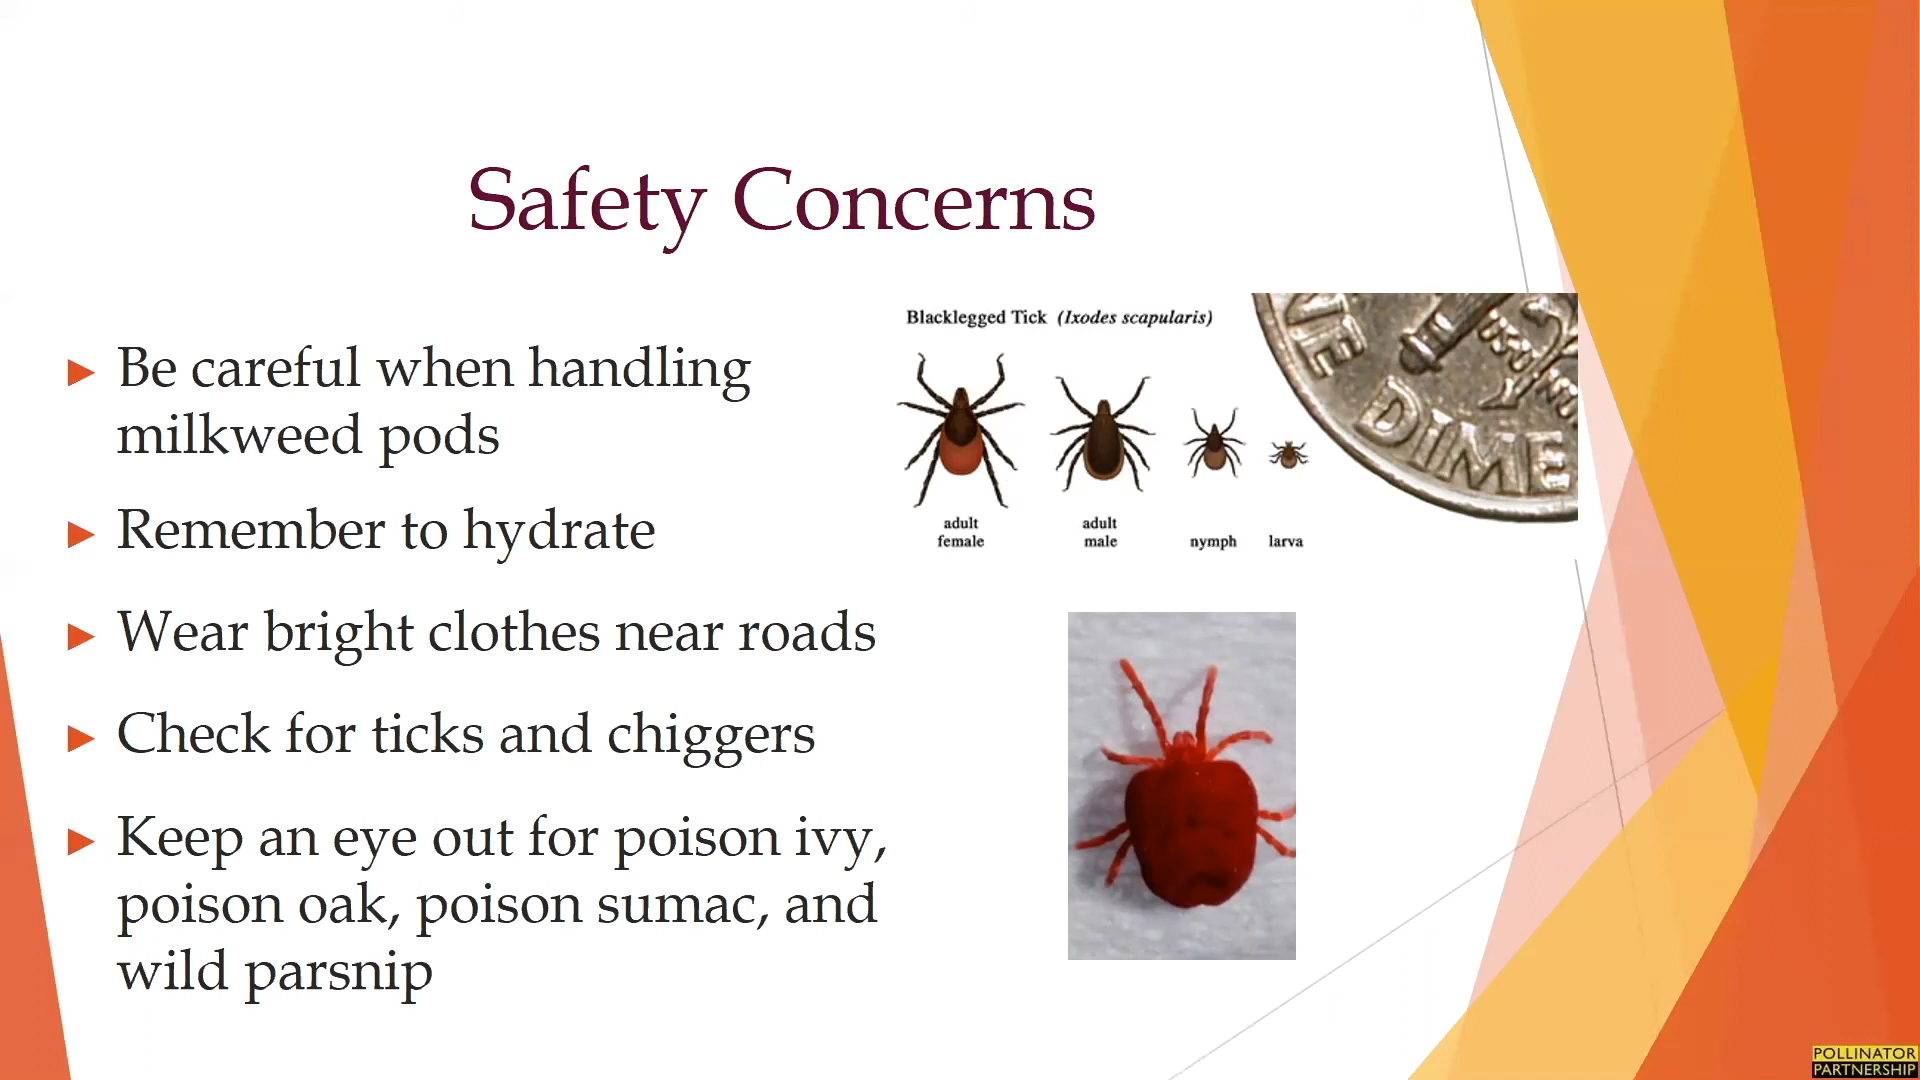 Safety Concerns
Be careful when handling
milkweed pods
Remember to hydrate
Wear bright clothes near roads
Check for ticks and chiggers
Keep an eye out for poison ivy,
poison oak, poison sumac, and
wild parsnip
Blacklegged Tick (Ixodes scapularis)
adult
female
adult
male
nymph
larva
NE DIME
POLLINATOR
PARTNERSHIP